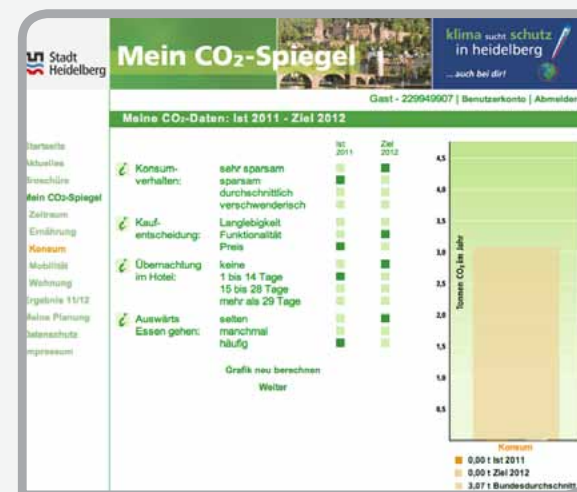 Stadt
Heidelberg
Mein CO₂-Spiegel
klima sucht schutz
in heidelberg
...auch bei dir!
Gast - 229949907 | Benutzerkonto | Abmelden
Meine CO₂-Daten: Ist 2011 - Ziel 2012
Startseite
Aktuelles
Broschüre
Mein CO₂-Spiegel
Zeitraum
Ernährung
Konsum
Mobilität
Wohnung
Ergebnis 11/12
Meine Planung
Datenschutz
Impressum
Ist Ziel
2011 2012
i Konsum- sehr sparsam
verhalten: sparsam
durchschnittlich
verschwenderisch
i Kauf- Langlebigkeit
entscheidung: Funktionalität
Preis
i Übernachtung keine
im Hotel: 1 bis 14 Tage
15 bis 28 Tage
mehr als 29 Tage
i Auswärts selten
Essen gehen: manchmal
häufig
Grafik neu berechnen
Weiter
Tonnen CO₂ im Jahr
4,5
4,0
3,5
3,0
2,5
2,0
1,5
1,0
0,5
Konsum
0,00 t Ist 2011
0,00 t Ziel 2012
3,07 t Bundesdurchschnitt